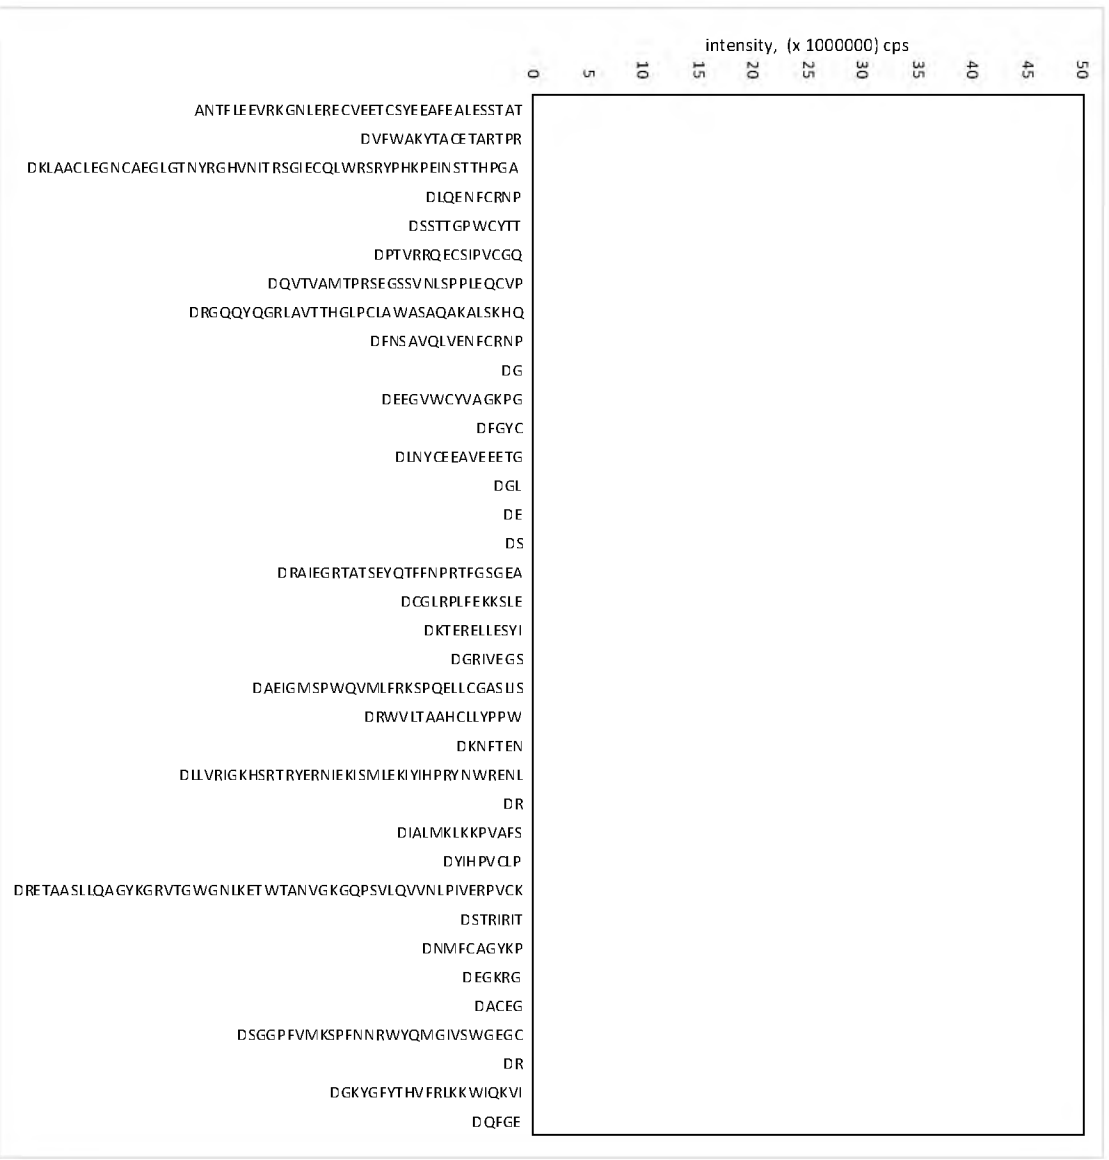 intensity, (x 1000000) cps
0 5 10 15 20 25 30 35 40 45 50
ANTFLEEVRKGNLERECVEETCSYEEAFEALESSTAT
DVFWAKYTACETARTPR
DKLAACLEGNCAEGLGTNYRGHVNITRSGIECQLWRSRYPHKPEINSTTHPGA
DLQENFCRNP
DSSTTGPWCYTT
DPTVRRQECSIPVCGQ
DQVTVAMTPRSEGSSVNLSPPLEQCVP
DRGQQYQGRLAVTTHGLPCLAWASAQAKALSKHQ
DFNSAVQLVENFCRNP
DG
DEEGVWCYVAGKPG
DFGYC
DLNYCEEAVEEETG
DGL
DE
DS
DRAIEGRTATSEYQTFFNPRTFGSGEA
DCGLRPLFEKKSLE
DKTERELLESYI
DGRIVEGS
DAEIGMSPWQVMLFRKSPQELLCGASLIS
DRWVLTAAHCLLYPPW
DKNFTEN
DLLVRIGKHSRTRYERNIEKISMLEKIYIHPRYNWRENL
DR
DIALMKLKKPVAFS
DYIHPVCLP
DRETAASLLQAGYKGRVTGWGNLKETWTANVGKGQPSVLQVVNLPIVERPVCK
DSTRIRIT
DNMFCAGYKP
DEGKRG
DACEG
DSGGPFVMKSPFNNRWYQMGIVSWGEGC
DR
DGKYGFYTHVFRLKKWIQKVI
DQFGE